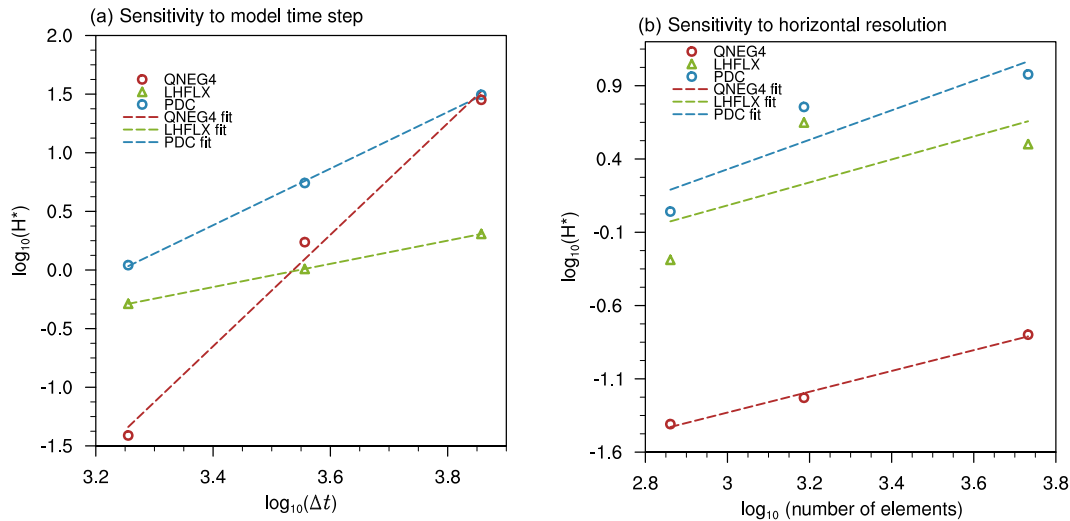 (a) Sensitivity to model time step
2.0
1.5
1.0
0.5
0.0
-0.5
-1.0
-1.5
log10(H*)
QNEG4
LHFLX
PDC
QNEG4 fit
LHFLX fit
PDC fit
3.2
3.4
3.6
3.8
log10(Δt)
(b) Sensitivity to horizontal resolution
0.9
0.4
-0.1
-0.6
-1.1
-1.6
log10(H*)
QNEG4
LHFLX
PDC
QNEG4 fit
LHFLX fit
PDC fit
2.8
3
3.2
3.4
3.6
3.8
log10 (number of elements)